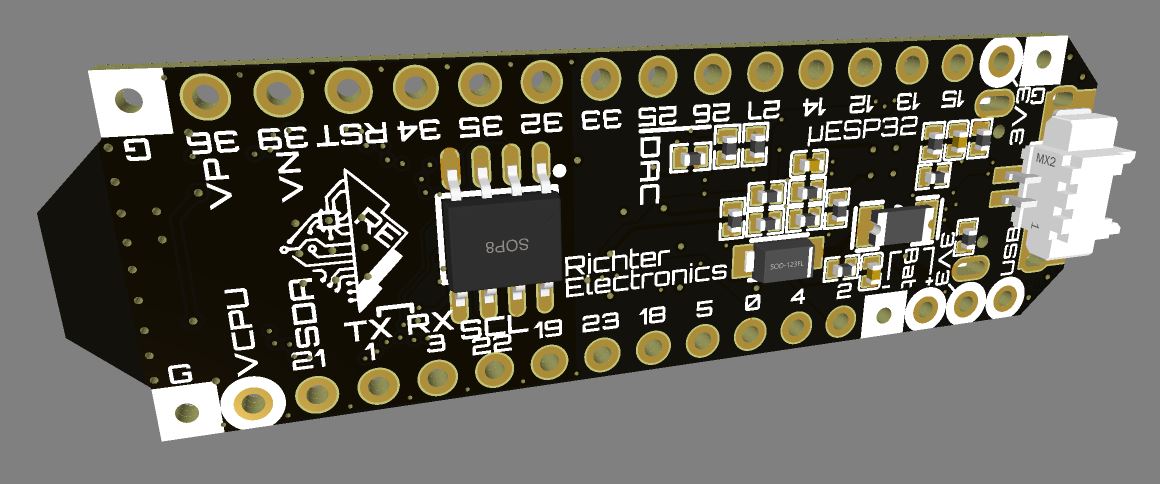 G
36
39
RST
34
35
32
33
25
26
27
14
12
13
15
3V3
G
VP
VN
DAC
µESP32
MX2
1
RE
SOP8
Richter
Electronics
SOD-123FL
Bat
3V3
USB
VCPU
SDA
TX
RX
SCL
G
21
1
3
22
19
23
18
5
0
4
2